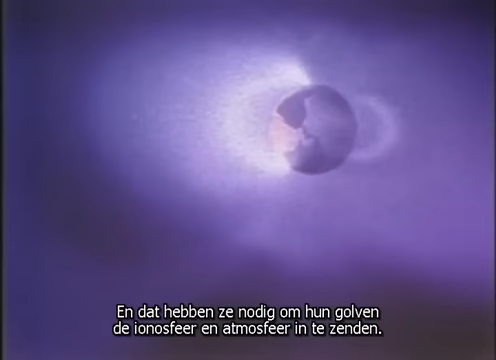 En dat hebben ze nodig om hun golven
de ionosfeer en atmosfeer in te zenden.